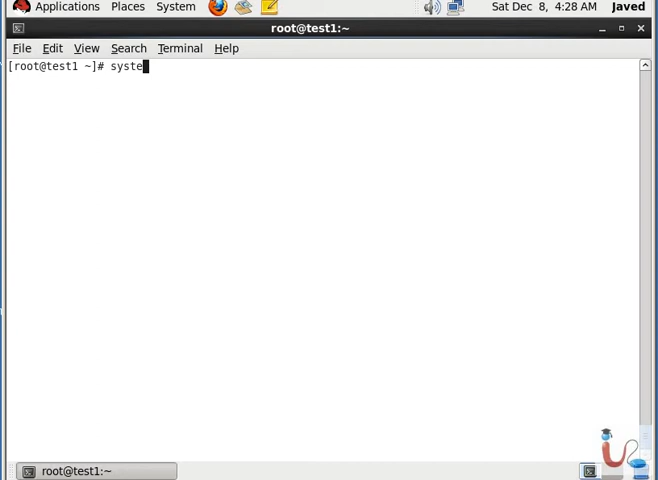 Applications Places System Sat Dec 8, 4:28 AM Javed
root@test1:~
File Edit View Search Terminal Help
[root@test1 ~]# syste
root@test1:~